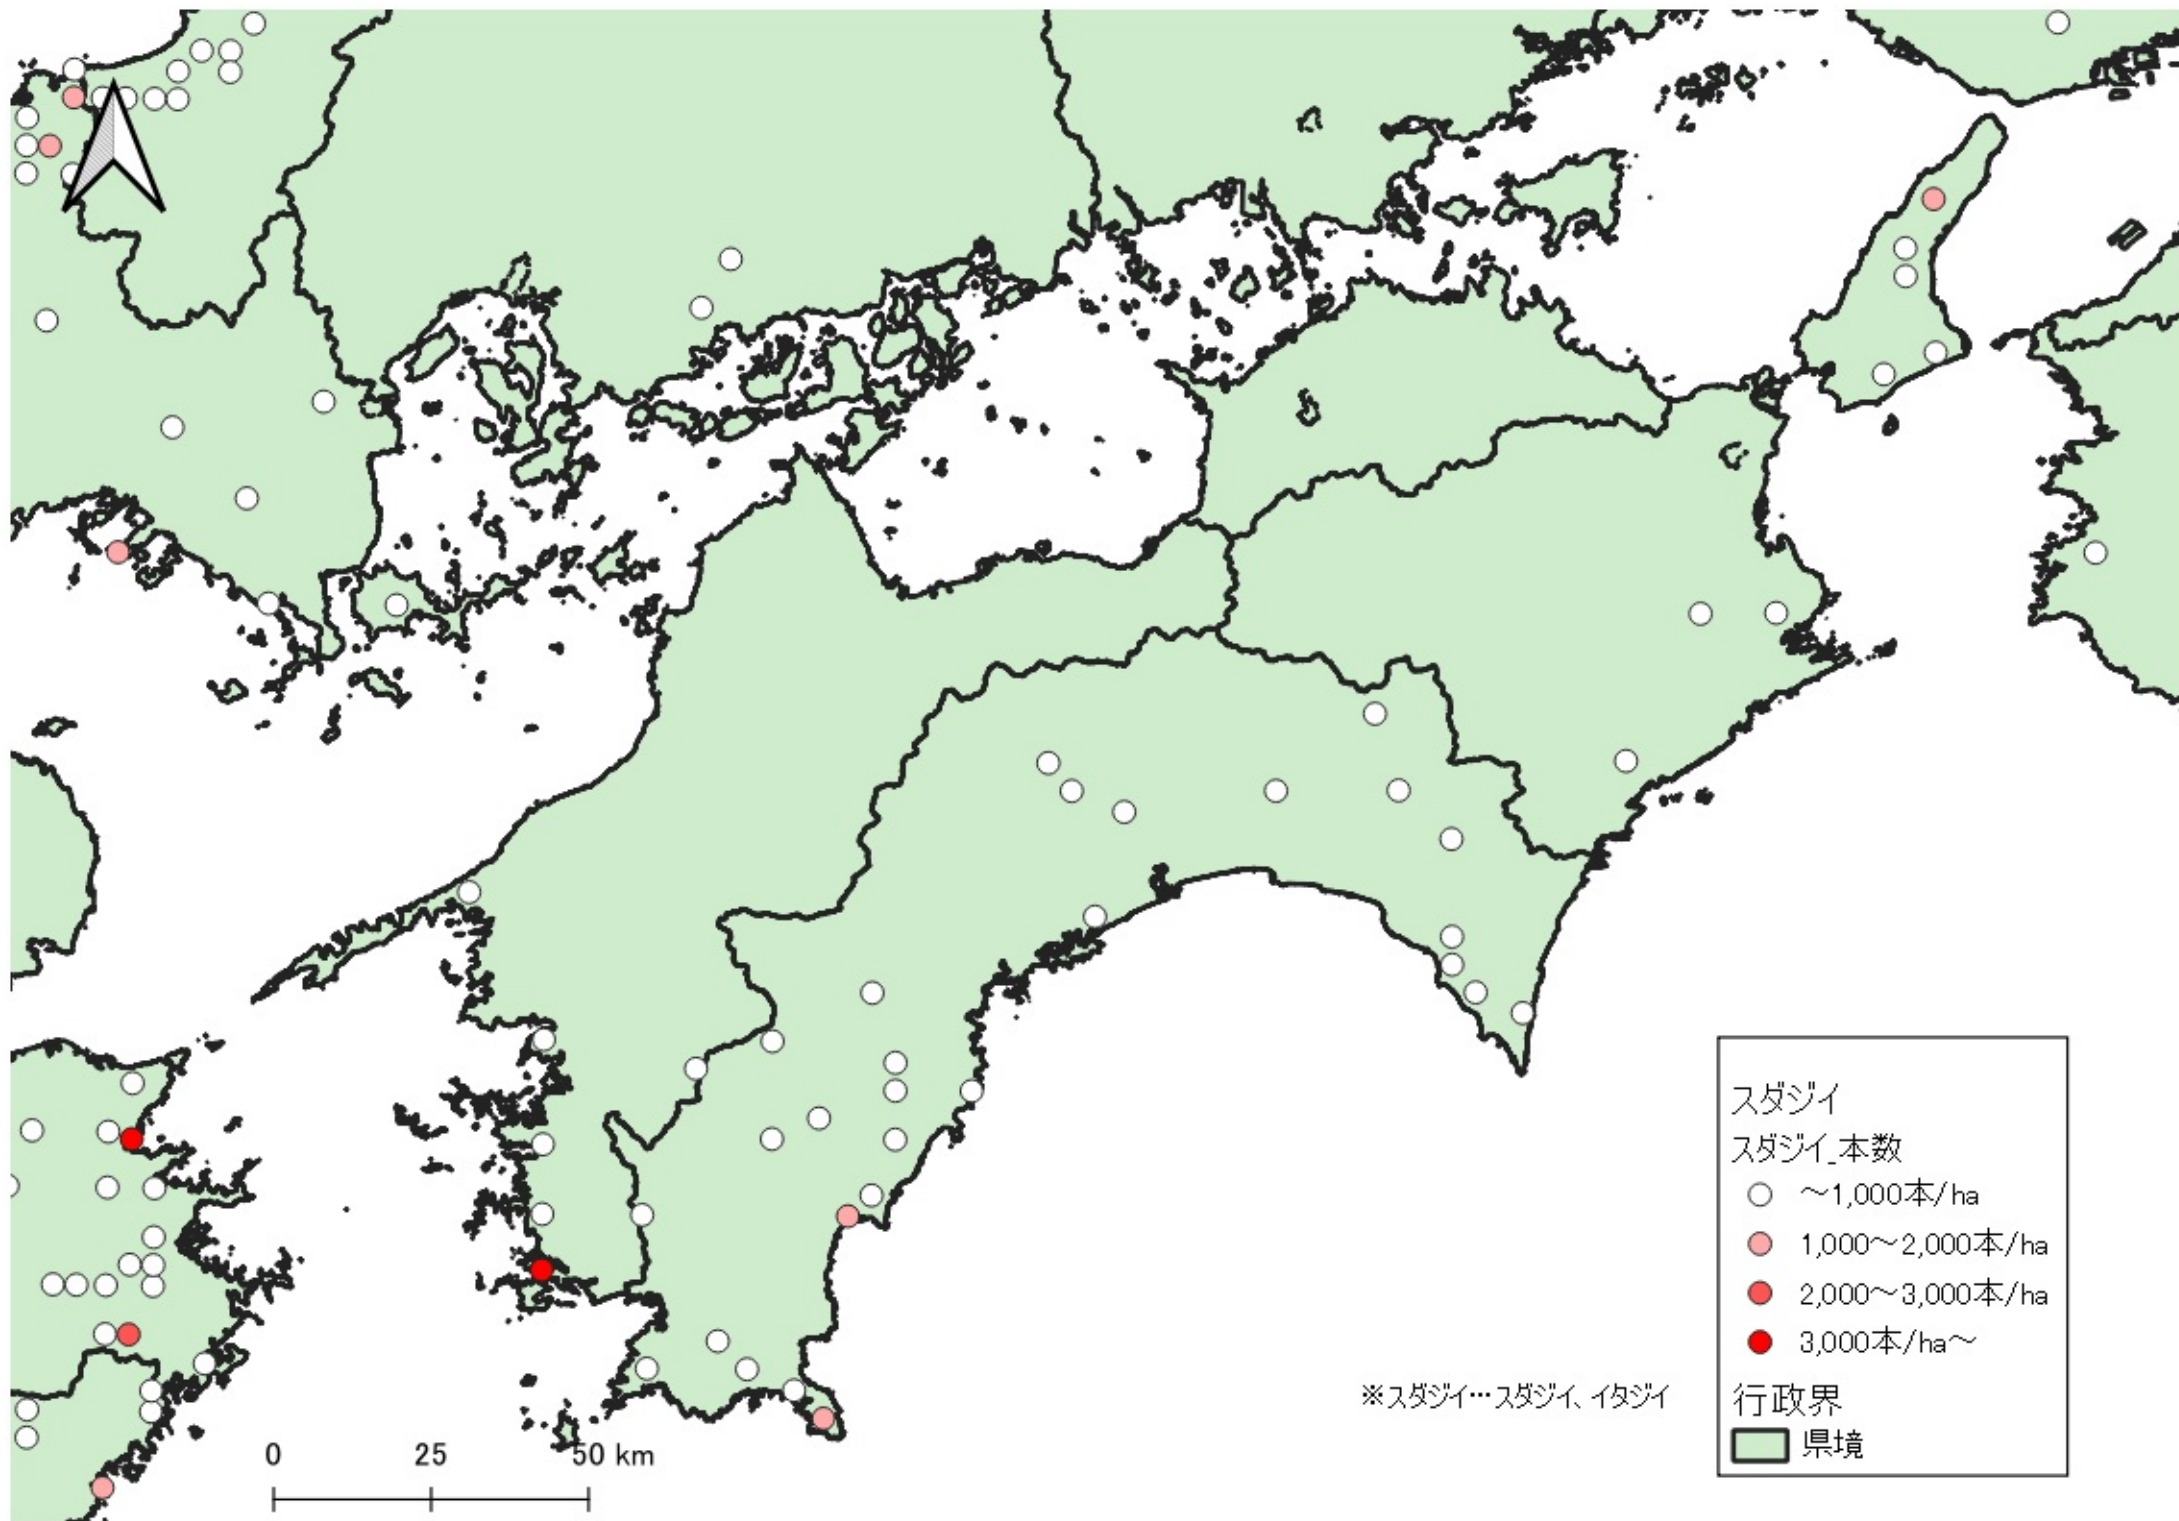 スダジイ
スダジイ_本数
～1,000本/ha
1,000～2,000本/ha
2,000～3,000本/ha
3,000本/ha～
行政界
県境
※スダジイ…スダジイ、イタジイ
0 25 50 km